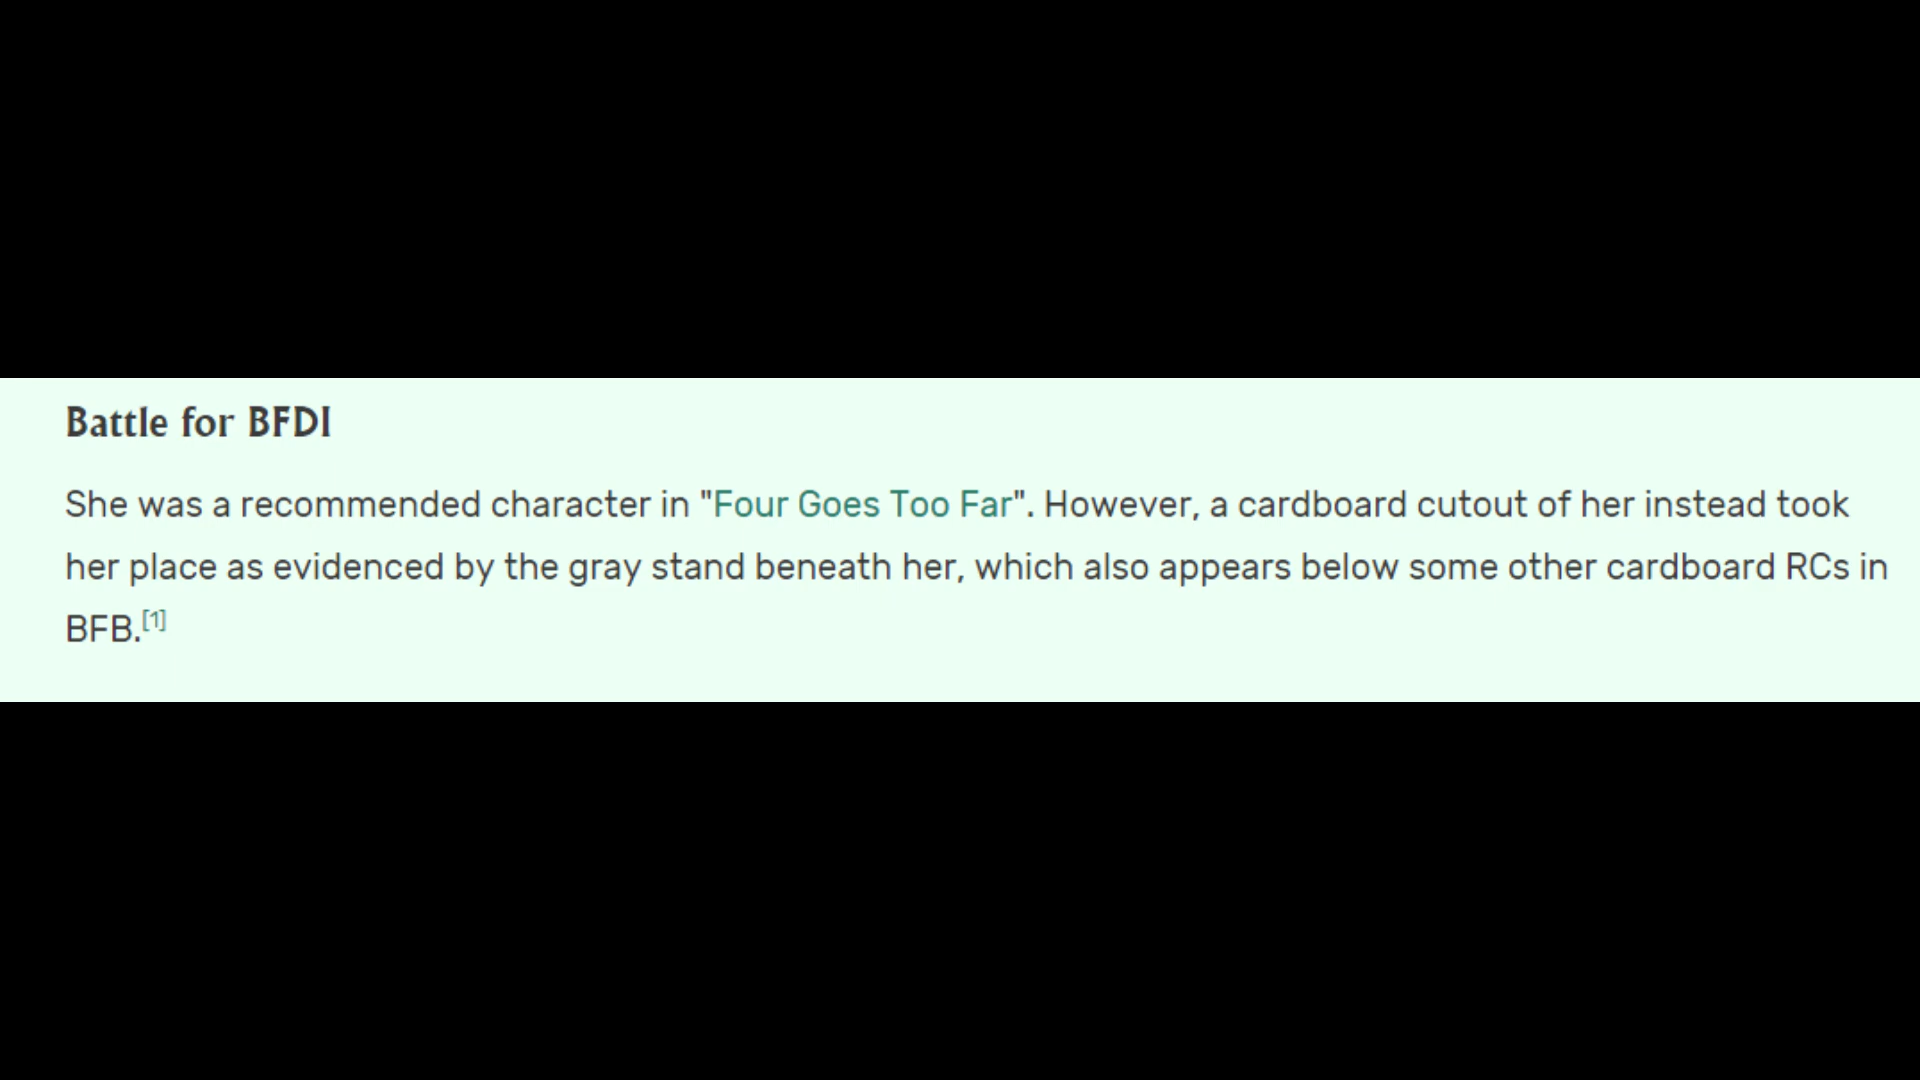 Battle for BFDI
She was a recommended character in "Four Goes Too Far". However, a cardboard cutout of her instead took
her place as evidenced by the gray stand beneath her, which also appears below some other cardboard RCs in
BFB.[1]